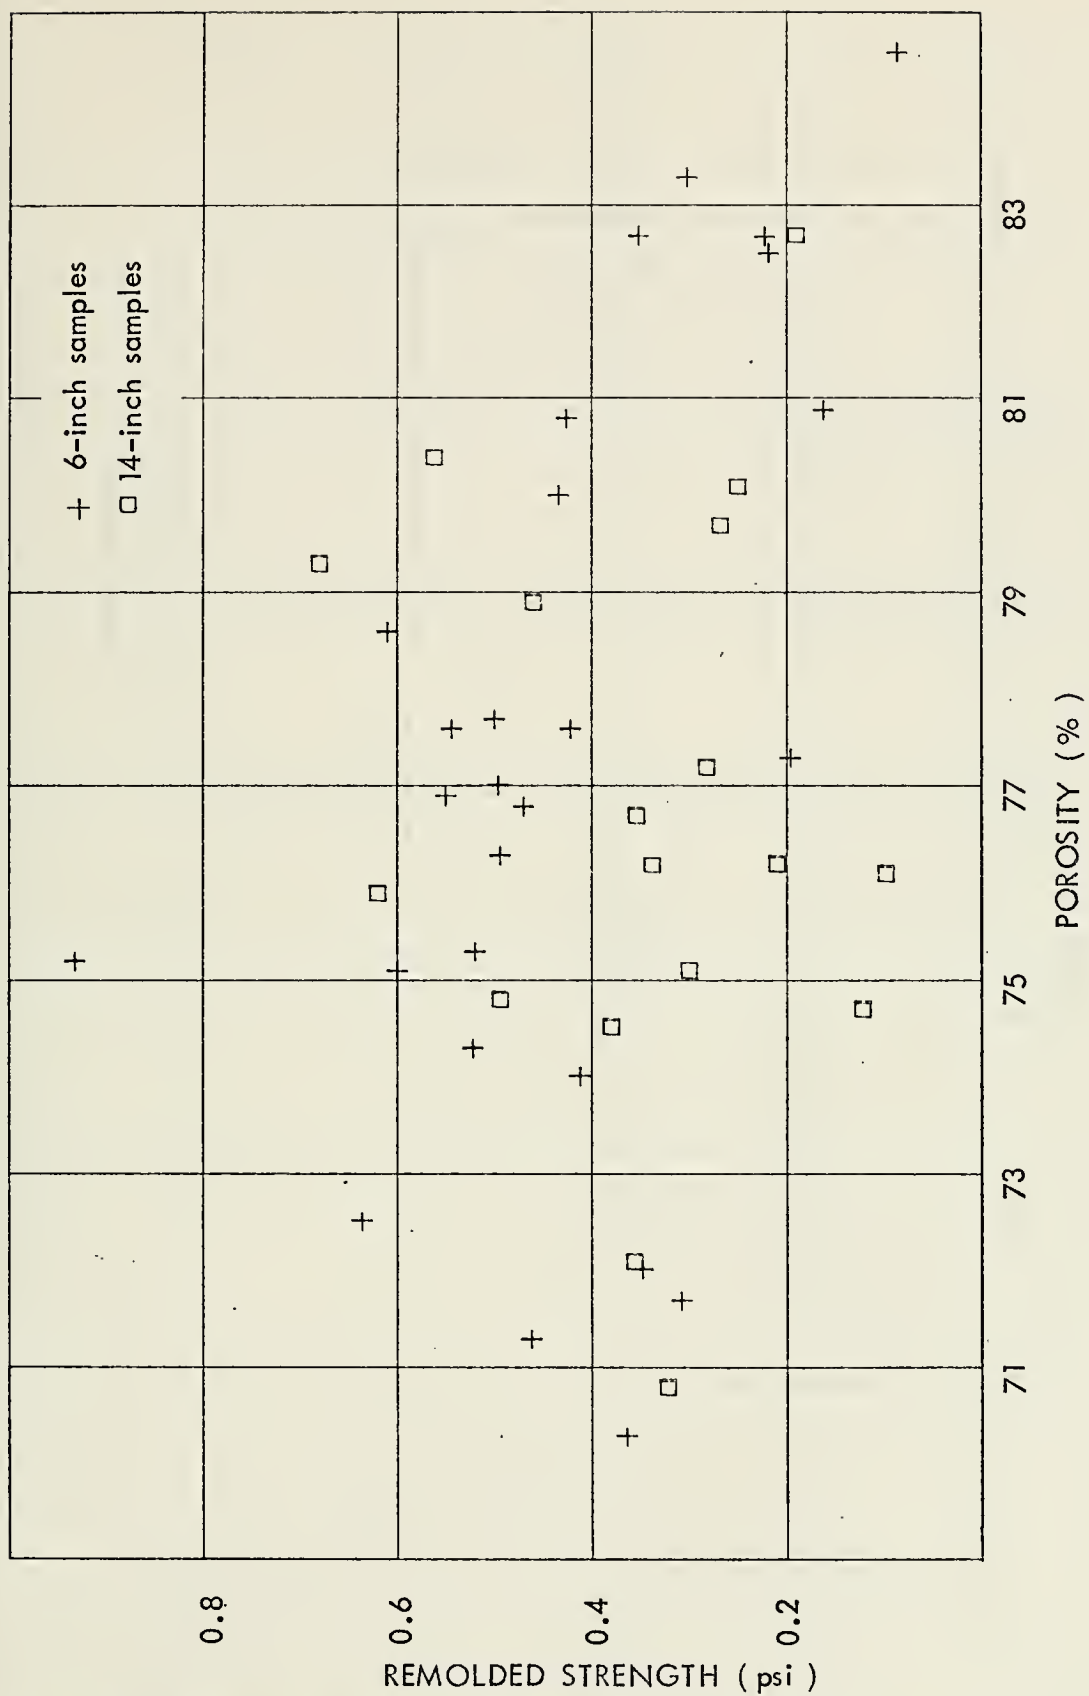 + 6-inch samples
□ 14-inch samples
0.8
0.6
0.4
0.2
REMOLDED STRENGTH ( psi )
71
73
75
77
79
81
83
POROSITY ( % )